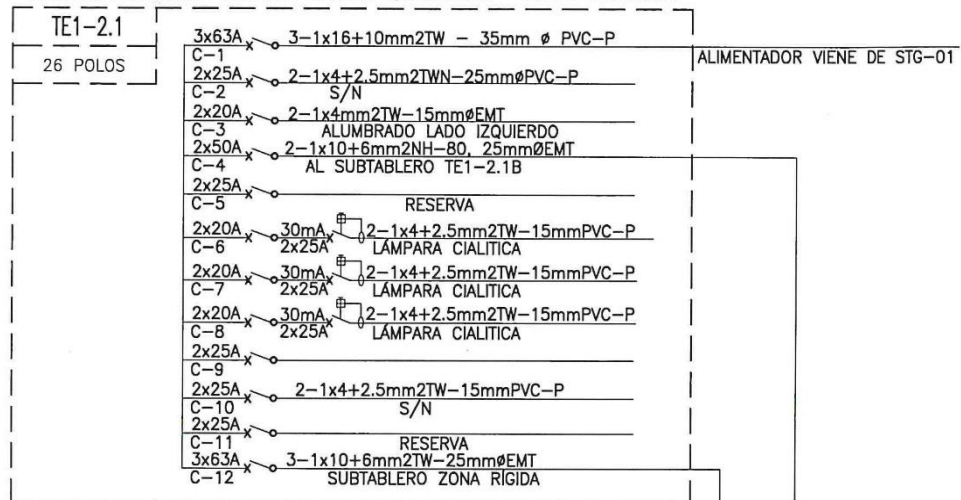 TE1-2.1
26 POLOS
3x63A 3-1x16+10mm2TW - 35mm ø PVC-P
C-1
ALIMENTADOR VIENE DE STG-01
2x25A 2-1x4+2.5mm2TWN-25mmøPVC-P
C-2 S/N
2x20A 2-1x4mm2TW-15mmøEMT
C-3 ALUMBRADO LADO IZQUIERDO
2x50A 2-1x10+6mm2NH-80, 25mmØEMT
C-4 AL SUBTABLERO TE1-2.1B
2x25A
C-5 RESERVA
2x20A 30mA 2-1x4+2.5mm2TW-15mmPVC-P
C-6 2x25A LÁMPARA CIALITICA
2x20A 30mA 2-1x4+2.5mm2TW-15mmPVC-P
C-7 2x25A LÁMPARA CIALITICA
2x20A 30mA 2-1x4+2.5mm2TW-15mmPVC-P
C-8 2x25A LÁMPARA CIALITICA
2x25A
C-9
2x25A 2-1x4+2.5mm2TW-15mmPVC-P
C-10 S/N
2x25A
C-11 RESERVA
3x63A 3-1x10+6mm2TW-25mmøEMT
C-12 SUBTABLERO ZONA RÍGIDA